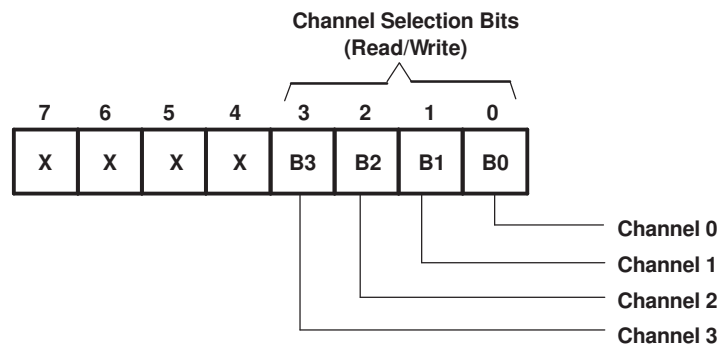 Channel Selection Bits
(Read/Write)
7 6 5 4 3 2 1 0
X X X X B3 B2 B1 B0
Channel 0
Channel 1
Channel 2
Channel 3